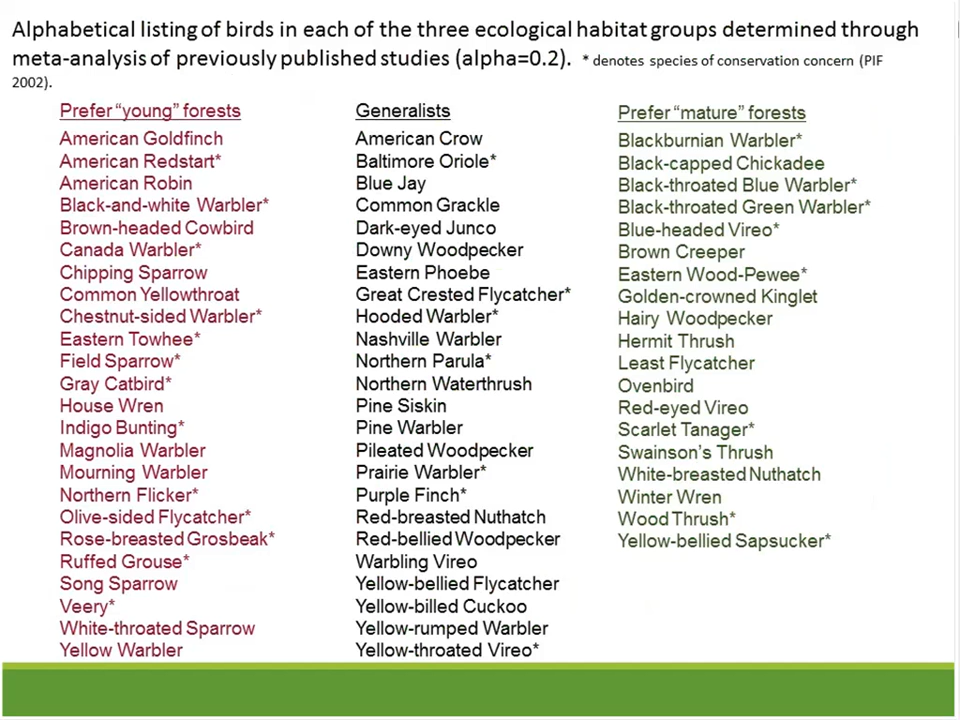 Alphabetical listing of birds in each of the three ecological habitat groups determined through
meta-analysis of previously published studies (alpha=0.2). * denotes species of conservation concern (PIF
2002).
Prefer “young” forests
American Goldfinch
American Redstart*
American Robin
Black-and-white Warbler*
Brown-headed Cowbird
Canada Warbler*
Chipping Sparrow
Common Yellowthroat
Chestnut-sided Warbler*
Eastern Towhee*
Field Sparrow*
Gray Catbird*
House Wren
Indigo Bunting*
Magnolia Warbler
Mourning Warbler
Northern Flicker*
Olive-sided Flycatcher*
Rose-breasted Grosbeak*
Ruffed Grouse*
Song Sparrow
Veery*
White-throated Sparrow
Yellow Warbler
Generalists
American Crow
Baltimore Oriole*
Blue Jay
Common Grackle
Dark-eyed Junco
Downy Woodpecker
Eastern Phoebe
Great Crested Flycatcher*
Hooded Warbler*
Nashville Warbler
Northern Parula*
Northern Waterthrush
Pine Siskin
Pine Warbler
Pileated Woodpecker
Prairie Warbler*
Purple Finch*
Red-breasted Nuthatch
Red-bellied Woodpecker
Warbling Vireo
Yellow-bellied Flycatcher
Yellow-billed Cuckoo
Yellow-rumped Warbler
Yellow-throated Vireo*
Prefer “mature” forests
Blackburnian Warbler*
Black-capped Chickadee
Black-throated Blue Warbler*
Black-throated Green Warbler*
Blue-headed Vireo*
Brown Creeper
Eastern Wood-Pewee*
Golden-crowned Kinglet
Hairy Woodpecker
Hermit Thrush
Least Flycatcher
Ovenbird
Red-eyed Vireo
Scarlet Tanager*
Swainson’s Thrush
White-breasted Nuthatch
Winter Wren
Wood Thrush*
Yellow-bellied Sapsucker*